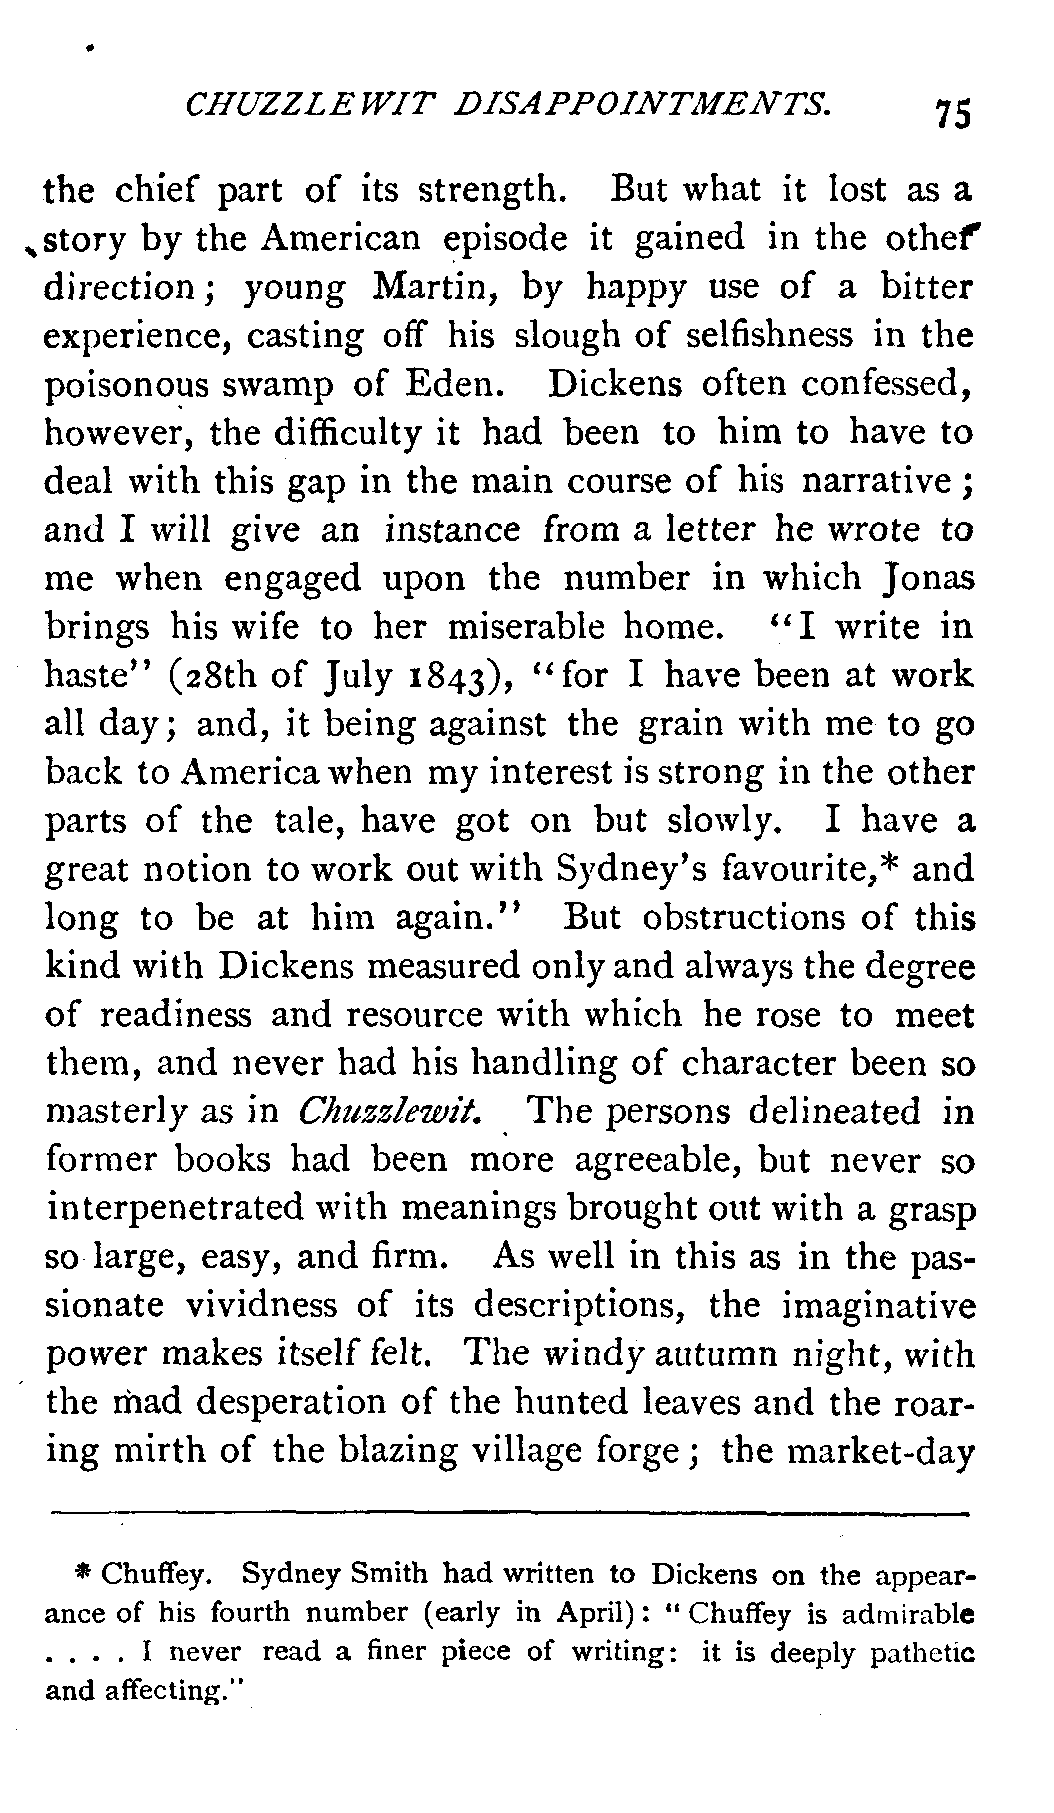 CHUZZLEWIT DISAPPOINTMENTS. 75
the chief part of its strength. But what it lost as a
story by the American episode it gained in the other
direction; young Martin, by happy use of a bitter
experience, casting off his slough of selfishness in the
poisonous swamp of Eden. Dickens often confessed,
however, the difficulty it had been to him to have to
deal with this gap in the main course of his narrative;
and I will give an instance from a letter he wrote to
me when engaged upon the number in which Jonas
brings his wife to her miserable home. "I write in
haste" (28th of July 1843), "for I have been at work
all day; and, it being against the grain with me to go
back to America when my interest is strong in the other
parts of the tale, have got on but slowly. I have a
great notion to work out with Sydney's favourite,* and
long to be at him again." But obstructions of this
kind with Dickens measured only and always the degree
of readiness and resource with which he rose to meet
them, and never had his handling of character been so
masterly as in Chuzzlewit. The persons delineated in
former books had been more agreeable, but never so
interpenetrated with meanings brought out with a grasp
so large, easy, and firm. As well in this as in the pas-
sionate vividness of its descriptions, the imaginative
power makes itself felt. The windy autumn night, with
the mad desperation of the hunted leaves and the roar-
ing mirth of the blazing village forge; the market-day
* Chuffey. Sydney Smith had written to Dickens on the appear-
ance of his fourth number (early in April): "Chuffey is admirable
. . . . I never read a finer piece of writing: it is deeply pathetic
and affecting."